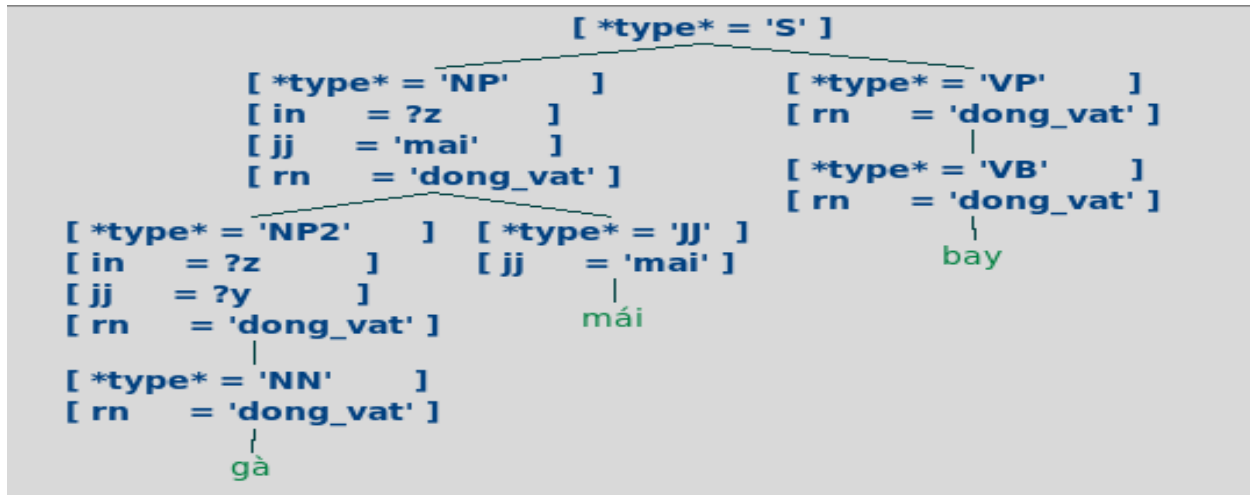 [ *type* = 'S' ]
[ *type* = 'NP' ] [ *type* = 'VP' ]
[ in = ?z ] [ rn = 'dong_vat' ]
[ jj = 'mai' ]
[ rn = 'dong_vat' ] [ *type* = 'VB' ]
[ rn = 'dong_vat' ]
[ *type* = 'NP2' ] [ *type* = 'JJ' ]
[ in = ?z ] [ jj = 'mai' ] bay
[ jj = ?y ]
[ rn = 'dong_vat' ] mái
[ *type* = 'NN' ]
[ rn = 'dong_vat' ]
gà